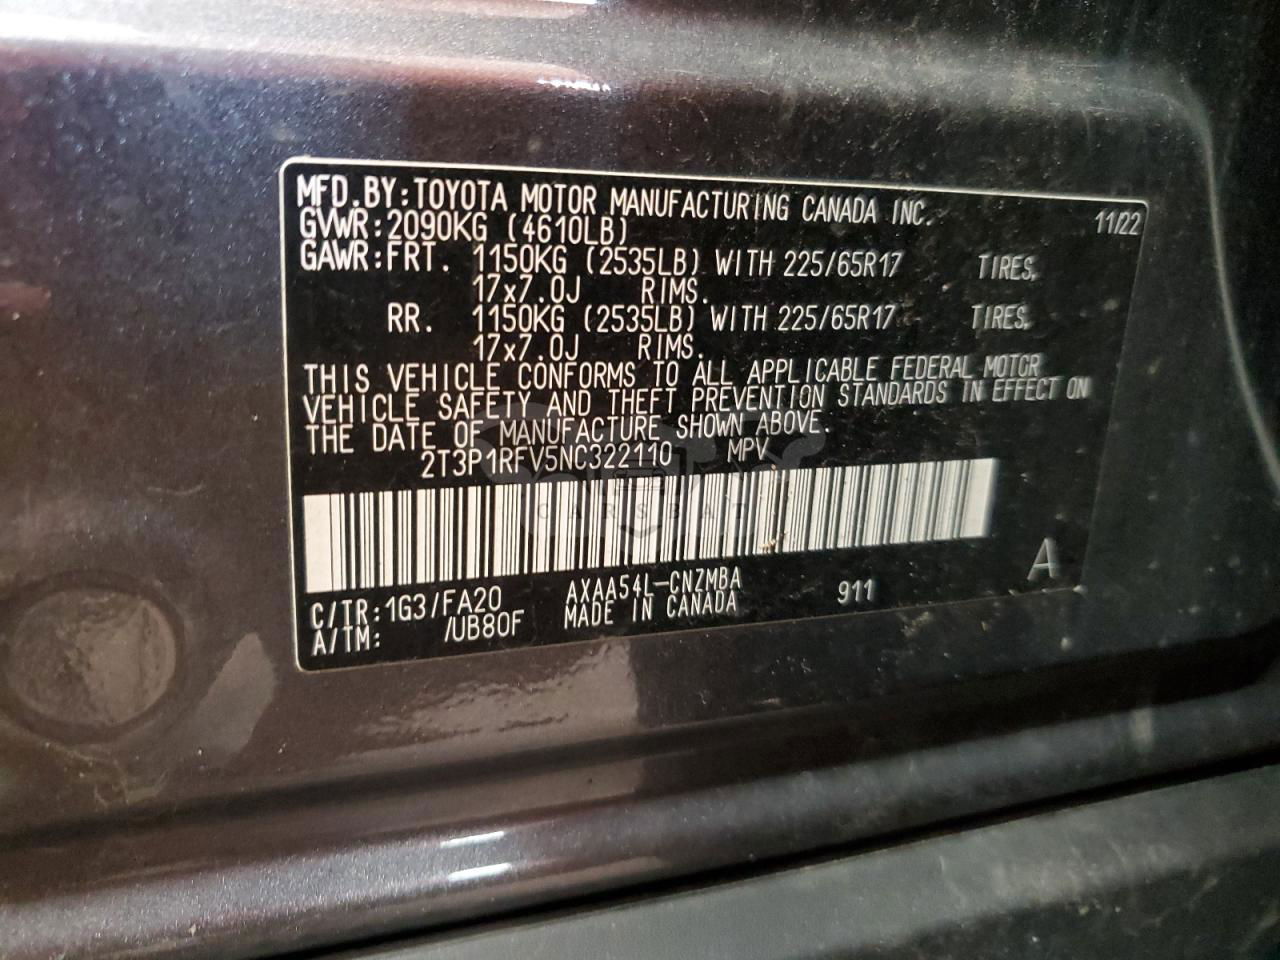 MFD.BY:TOYOTA MOTOR MANUFACTURING CANADA INC. 11/22
GVWR:2090KG (4610LB)
GAWR:FRT. 1150KG (2535LB) WITH 225/65R17 TIRES,
17x7.0J RIMS.
RR. 1150KG (2535LB) WITH 225/65R17 TIRES,
17x7.0J RIMS.
THIS VEHICLE CONFORMS TO ALL APPLICABLE FEDERAL MOTOR
VEHICLE SAFETY AND THEFT PREVENTION STANDARDS IN EFFECT ON
THE DATE OF MANUFACTURE SHOWN ABOVE.
2T3P1RFV5NC322110 MPV
CARSBAT
C/TR:1G3/FA20 AXAA54L-CNZMBA 911 A
A/TM: /UB80F MADE IN CANADA